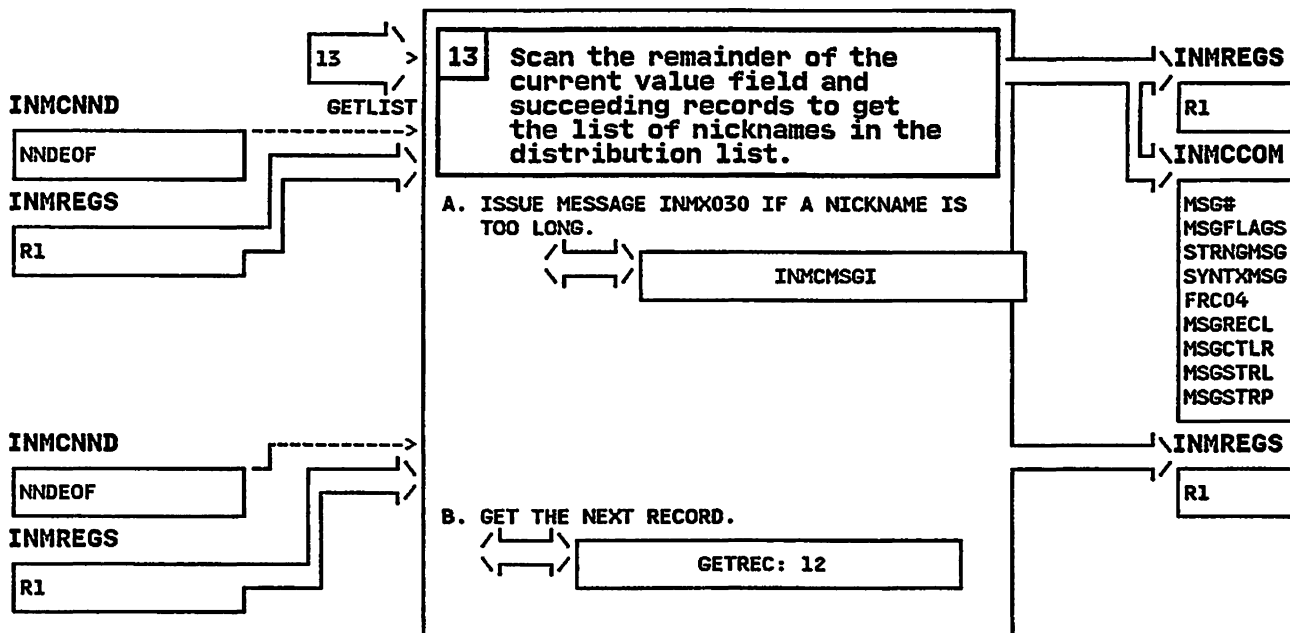 13
GETLIST
INMCNND
NNDEOF
INMREGS
R1
13 Scan the remainder of the
current value field and
succeeding records to get
the list of nicknames in the
distribution list.
A. ISSUE MESSAGE INMX030 IF A NICKNAME IS
TOO LONG.
INMCMSGI
INMREGS
R1
INMCCOM
MSG#
MSGFLAGS
STRNGMSG
SYNTXMSG
FRC04
MSGRECL
MSGCTLR
MSGSTRL
MSGSTRP
INMCNND
NNDEOF
INMREGS
R1
B. GET THE NEXT RECORD.
GETREC: 12
INMREGS
R1